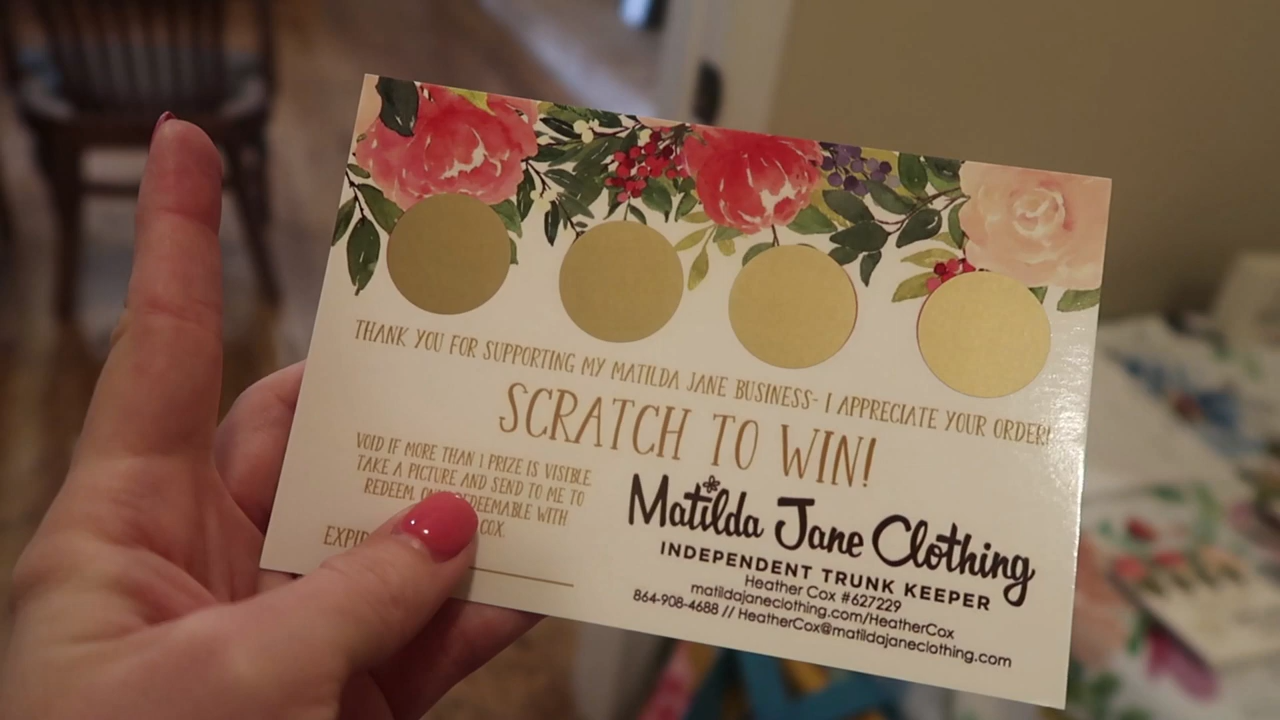 THANK YOU FOR SUPPORTING MY MATILDA JANE BUSINESS- I APPRECIATE YOUR ORDER!
SCRATCH TO WIN!
VOID IF MORE THAN 1 PRIZE IS VISIBLE
TAKE A PICTURE AND SEND TO ME TO
REDEEM. WITH
COX.
Matilda Jane Clothing
INDEPENDENT TRUNK KEEPER
Heather Cox #627229
matildajaneclothing.com/HeatherCox
864-908-4688 // HeatherCox@matildajaneclothing.com